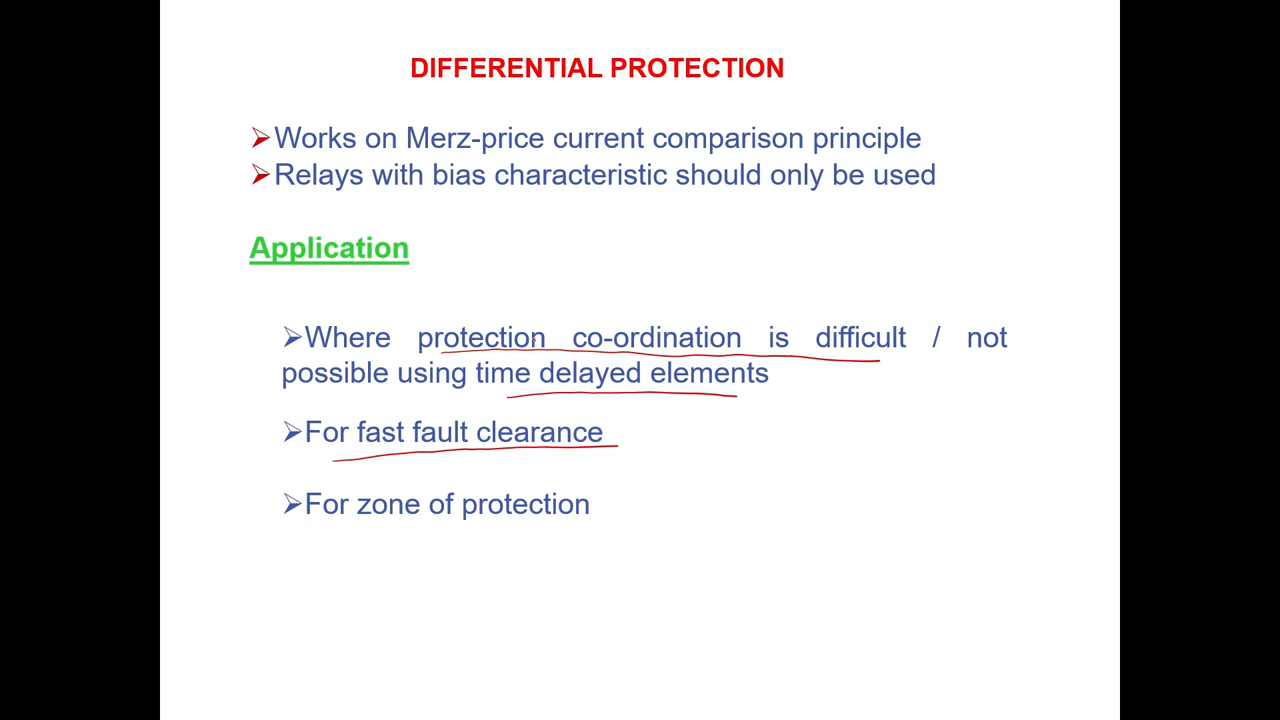 DIFFERENTIAL PROTECTION
Works on Merz-price current comparison principle
Relays with bias characteristic should only be used
Application
Where protection co-ordination is difficult / not
possible using time delayed elements
For fast fault clearance
For zone of protection